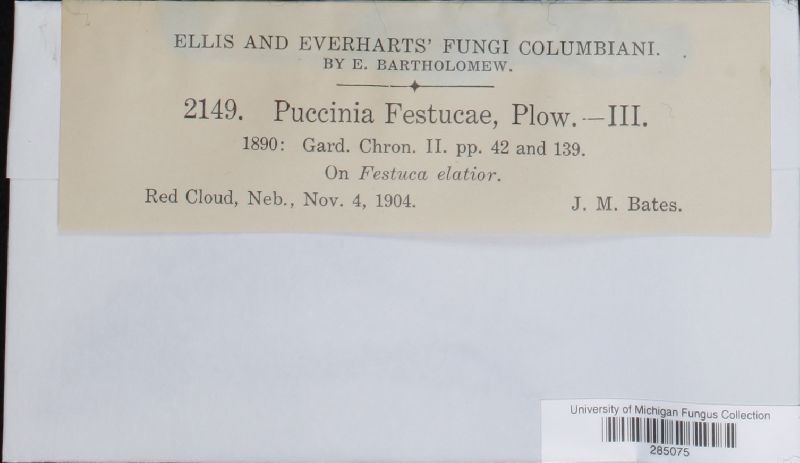 ELLIS AND EVERHARTS' FUNGI COLUMBIANI.
BY E. BARTHOLOMEW.
2149. Puccinia Festucae, Plow.—III.
1890: Gard. Chron. II. pp. 42 and 139.
On Festuca elatior.
Red Cloud, Neb., Nov. 4, 1904. J. M. Bates.
University of Michigan Fungus Collection
285075